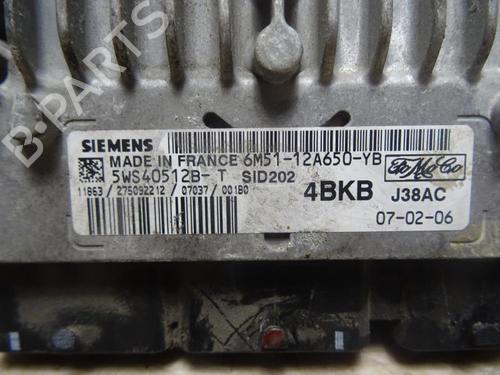 SIEMENS
MADE IN FRANCE 6M51-12A650-YB
5WS40512B- T SID202
11863 / 275092212 / 07037 / 001B0
4BKB
FoMoCo
J38AC
07-02-06
B-PARTS